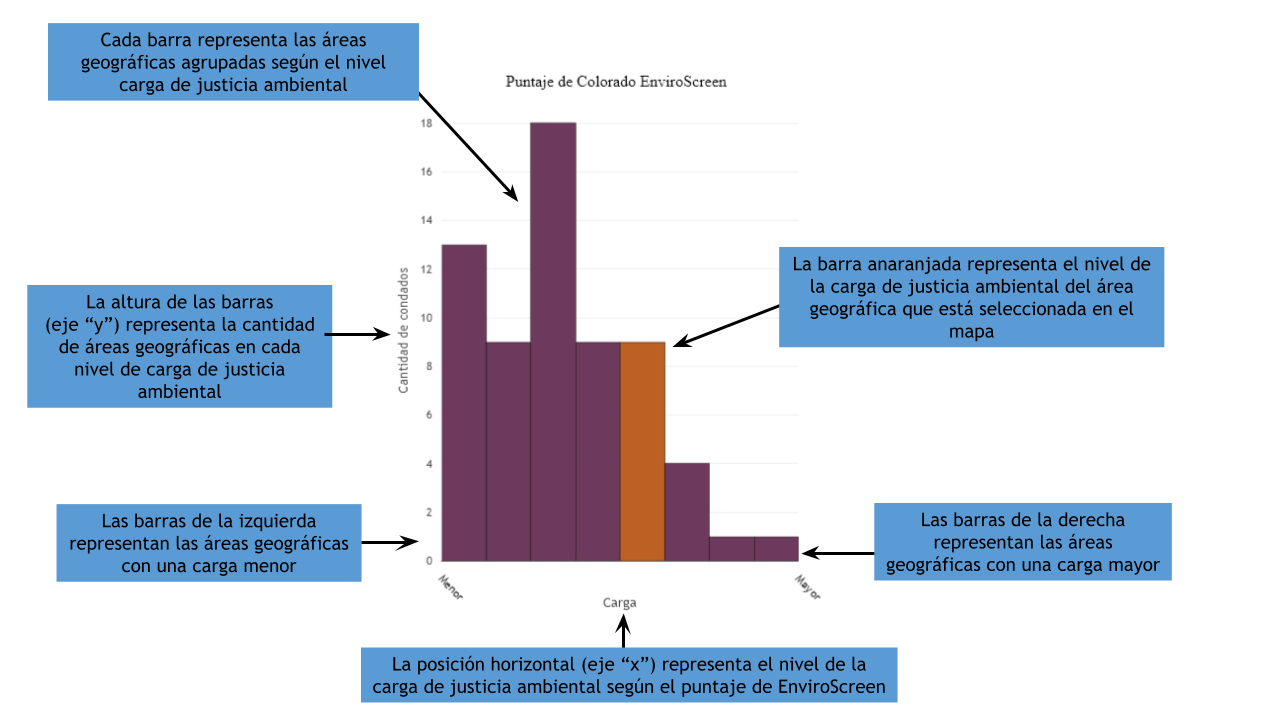 Cada barra representa las áreas
geográficas agrupadas según el nivel
carga de justicia ambiental
Puntaje de Colorado EnviroScreen
18
16
14
12
10
8
6
4
2
0
Cantidad de condados
La barra anaranjada representa el nivel de
la carga de justicia ambiental del área
geográfica que está seleccionada en el
mapa
La altura de las barras
(eje “y”) representa la cantidad
de áreas geográficas en cada
nivel de carga de justicia
ambiental
Las barras de la izquierda
representan las áreas geográficas
con una carga menor
Las barras de la derecha
representan las áreas
geográficas con una carga mayor
Menor
Mayor
Carga
La posición horizontal (eje “x”) representa el nivel de la
carga de justicia ambiental según el puntaje de EnviroScreen